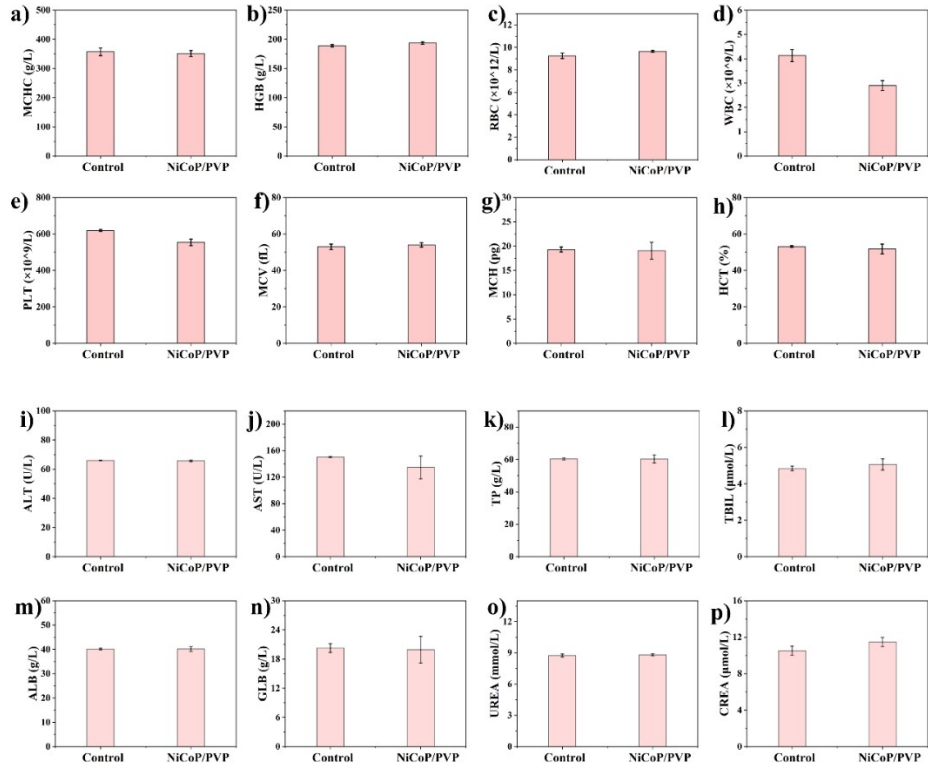 a)
MCHC (g/L)
500
400
300
200
100
0
Control
NiCoP/PVP
b)
HGB (g/L)
250
200
150
100
50
0
Control
NiCoP/PVP
c)
RBC (×10^12/L)
12
10
8
6
4
2
0
Control
NiCoP/PVP
d)
WBC (×10^9/L)
6
5
4
3
2
1
0
Control
NiCoP/PVP
e)
PLT (×10^9/L)
800
600
400
200
0
Control
NiCoP/PVP
f)
MCV (fL)
80
60
40
20
0
Control
NiCoP/PVP
g)
MCH (pg)
30
25
20
15
10
5
0
Control
NiCoP/PVP
h)
HCT (%)
80
60
40
20
0
Control
NiCoP/PVP
i)
ALT (U/L)
100
80
60
40
20
0
Control
NiCoP/PVP
j)
AST (U/L)
210
180
150
120
90
60
30
0
Control
NiCoP/PVP
k)
TP (g/L)
80
60
40
20
0
Control
NiCoP/PVP
l)
TBIL (μmol/L)
8
6
4
2
0
Control
NiCoP/PVP
m)
ALB (g/L)
60
50
40
30
20
10
0
Control
NiCoP/PVP
n)
GLB (g/L)
30
24
18
12
6
0
Control
NiCoP/PVP
o)
UREA (mmol/L)
12
9
6
3
0
Control
NiCoP/PVP
p)
CREA (μmol/L)
16
12
8
4
0
Control
NiCoP/PVP